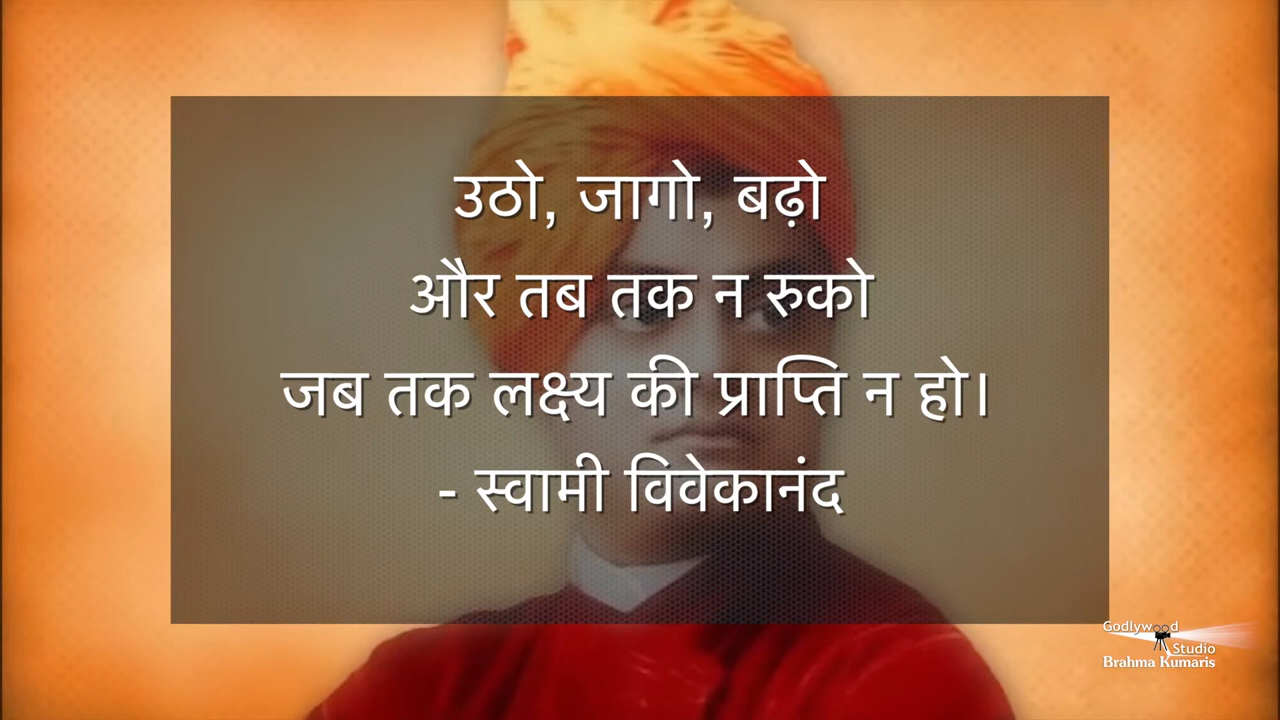 उठो, जागो, बढ़ो
और तब तक न रुको
जब तक लक्ष्य की प्राप्ति न हो।
- स्वामी विवेकानंद
Godlywood
Studio
Brahma Kumaris